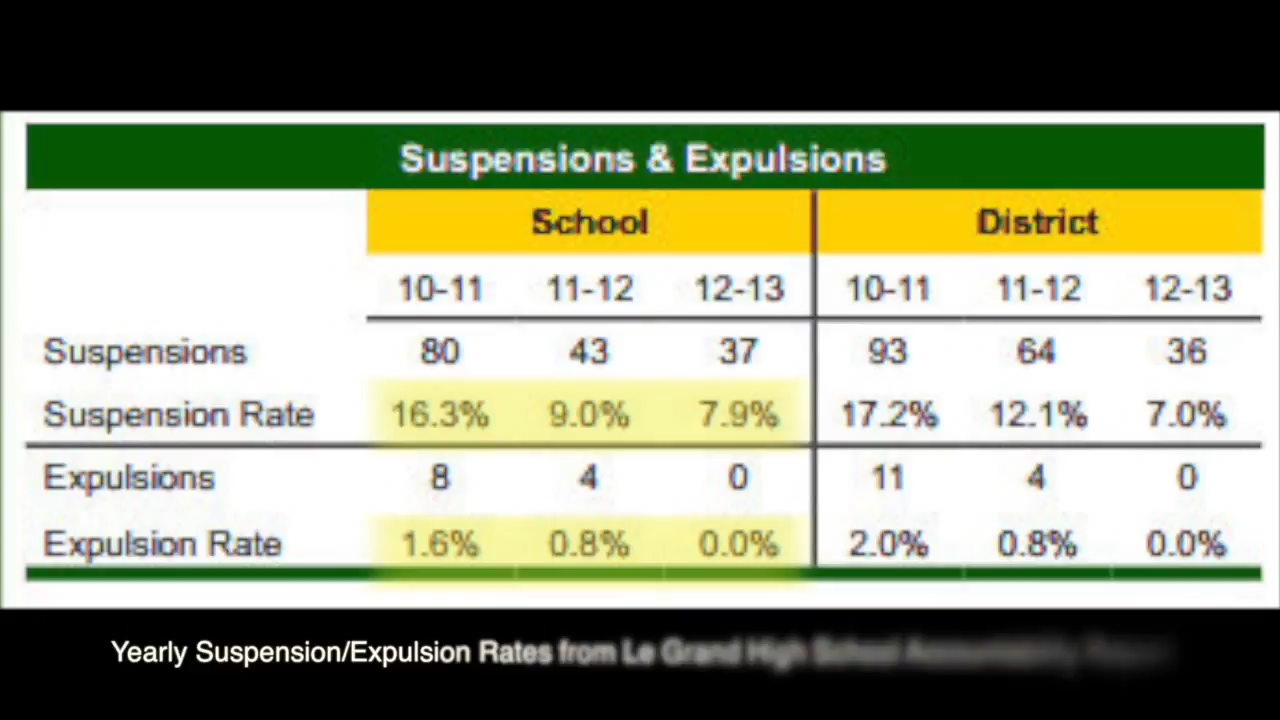 Suspensions & Expulsions
School District
10-11 11-12 12-13 10-11 11-12 12-13
Suspensions 80 43 37 93 64 36
Suspension Rate 16.3% 9.0% 7.9% 17.2% 12.1% 7.0%
Expulsions 8 4 0 11 4 0
Expulsion Rate 1.6% 0.8% 0.0% 2.0% 0.8% 0.0%
Yearly Suspension/Expulsion Rates from Le Grand High School